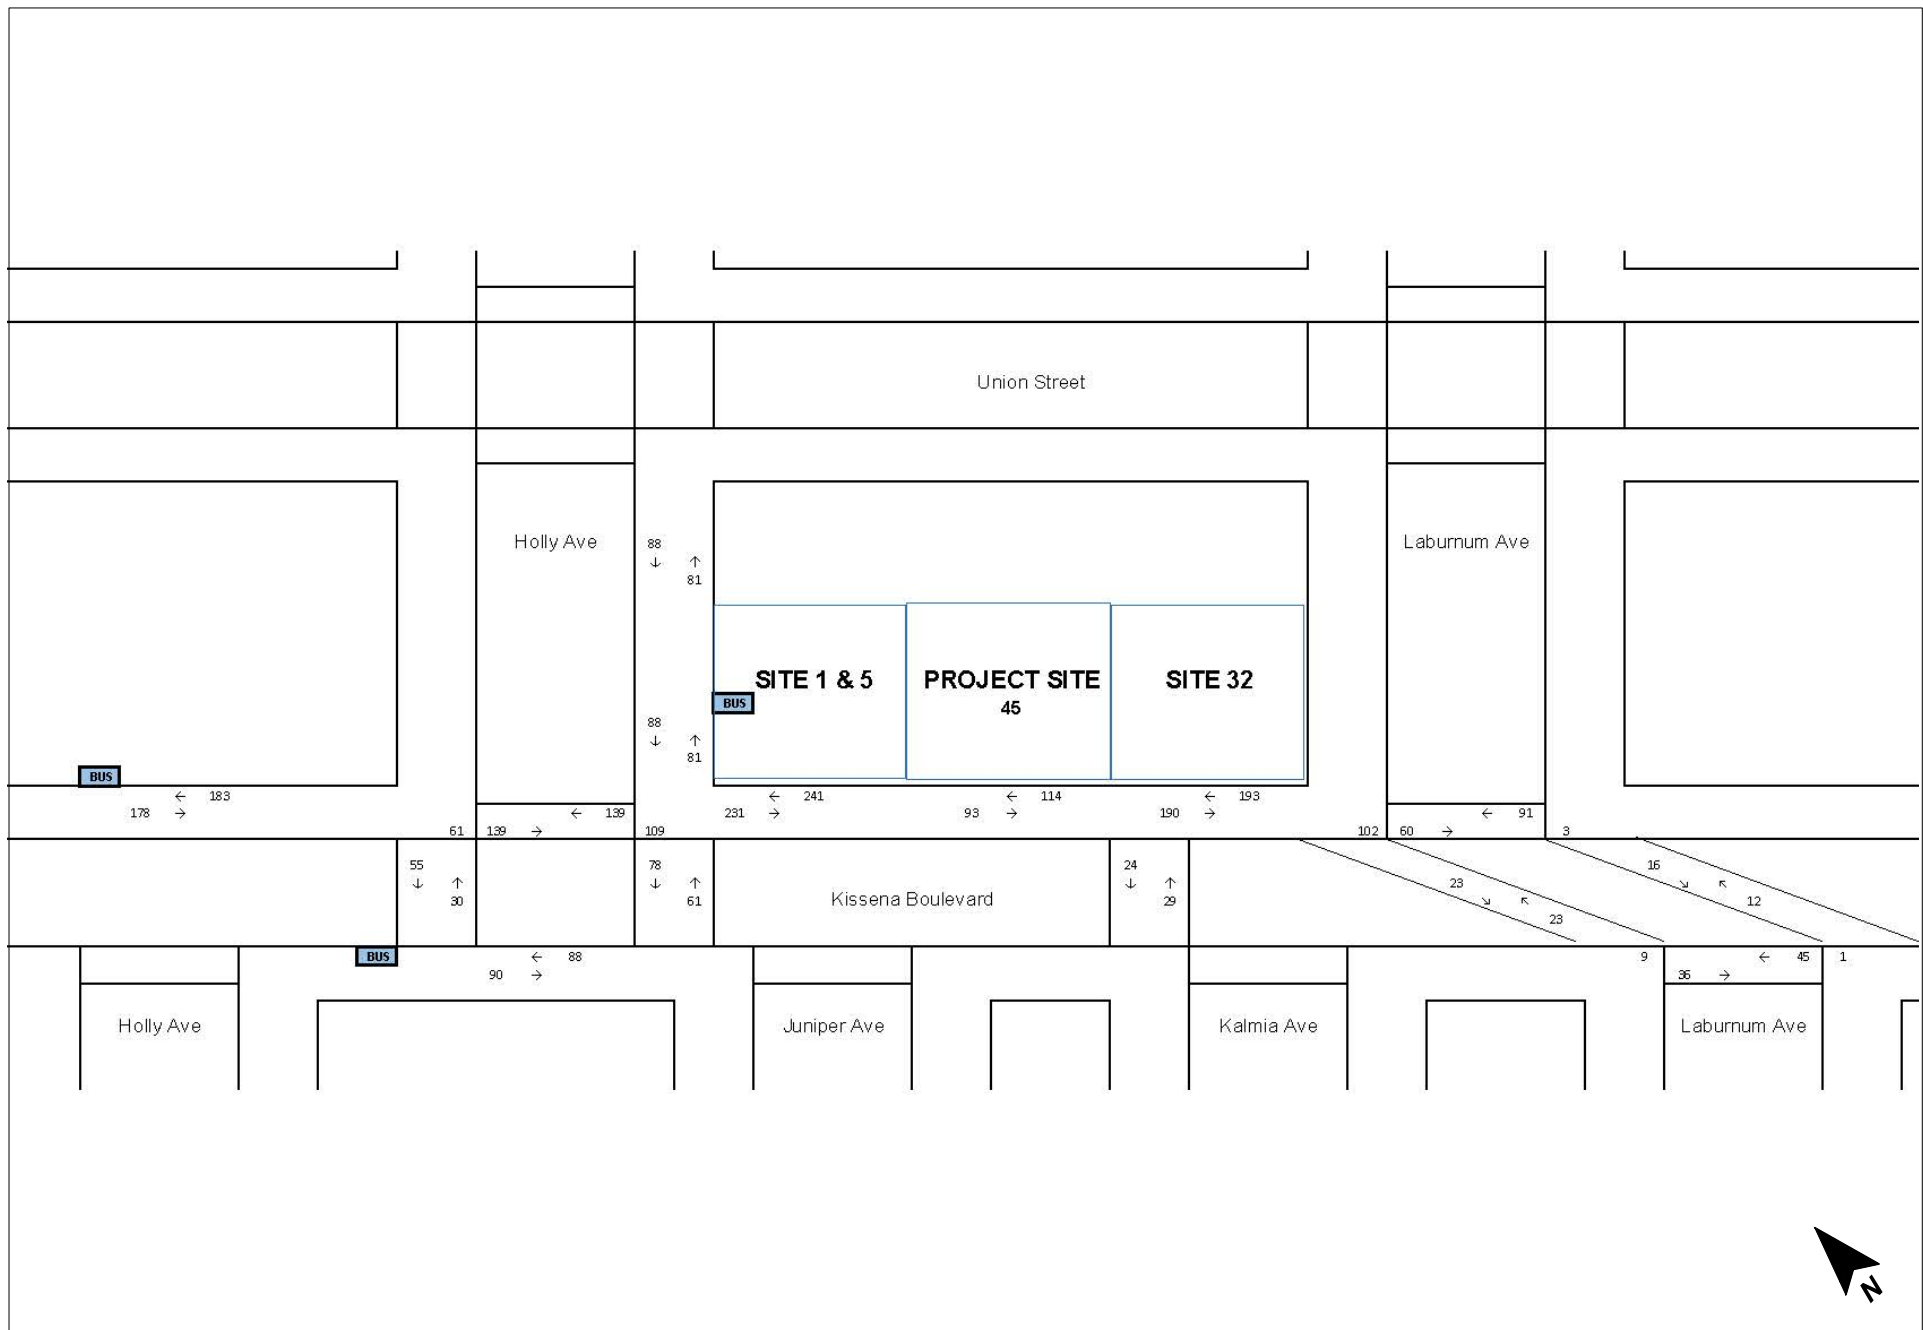 Union Street
Holly Ave
88
↓ ↑
81
Laburnum Ave
SITE 1 & 5
PROJECT SITE
45
SITE 32
BUS
88
↓ ↑
81
BUS
← 183
178 →
← 241
231 →
← 114
93 →
← 193
190 →
← 139
61
139 →
109
← 91
102
60 →
3
55
↓ ↑
30
78
↓ ↑
61
Kissena Boulevard
24
↓ ↑
29
23
↘ ↖
23
16
↘ ↖
12
BUS
← 88
90 →
9
← 45
36 →
1
Holly Ave
Juniper Ave
Kalmia Ave
Laburnum Ave
N